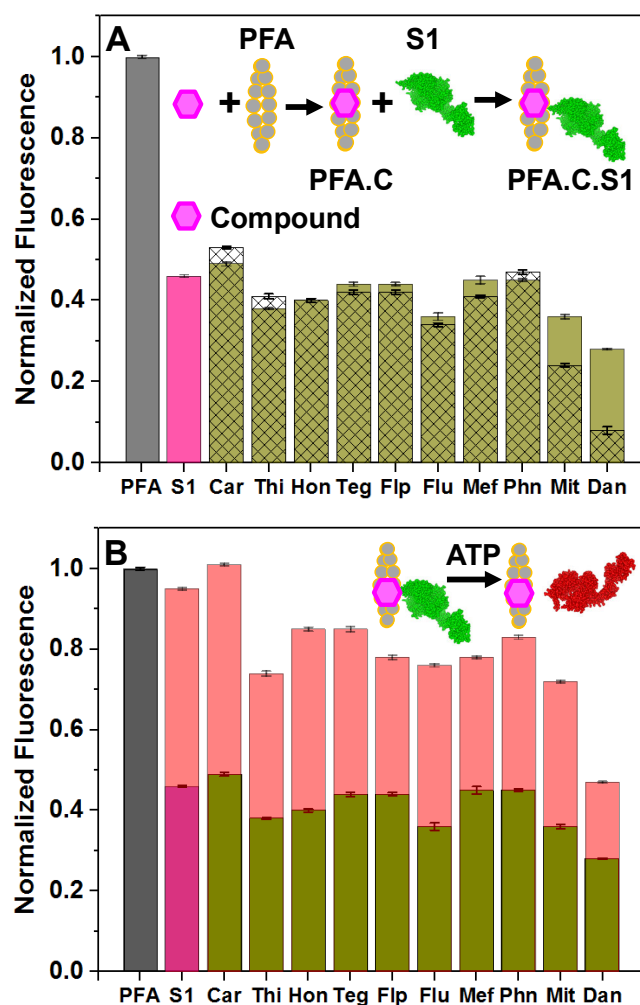 A
PFA
S1
+
+
PFA.C
PFA.C.S1
Compound
Normalized Fluorescence
1.0
0.8
0.6
0.4
0.2
0.0
PFA S1 Car Thi Hon Teg Flp Flu Mef Phn Mit Dan
B
ATP
Normalized Fluorescence
1.0
0.8
0.6
0.4
0.2
0.0
PFA S1 Car Thi Hon Teg Flp Flu Mef Phn Mit Dan